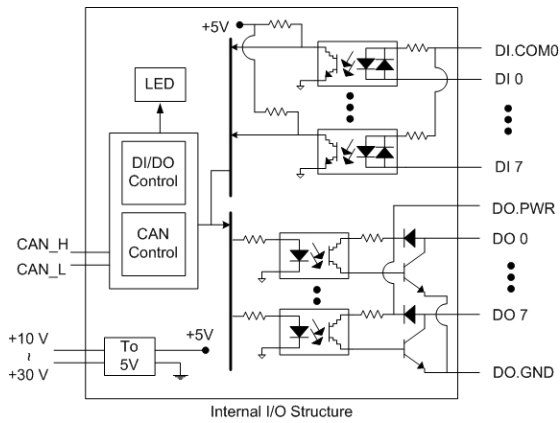 +5V
DI.COM0
LED
DI 0
DI/DO
Control
DI 7
DO.PWR
CAN
Control
CAN_H
CAN_L
DO 0
+10 V
~
+30 V
To
5V
+5V
DO 7
DO.GND
Internal I/O Structure